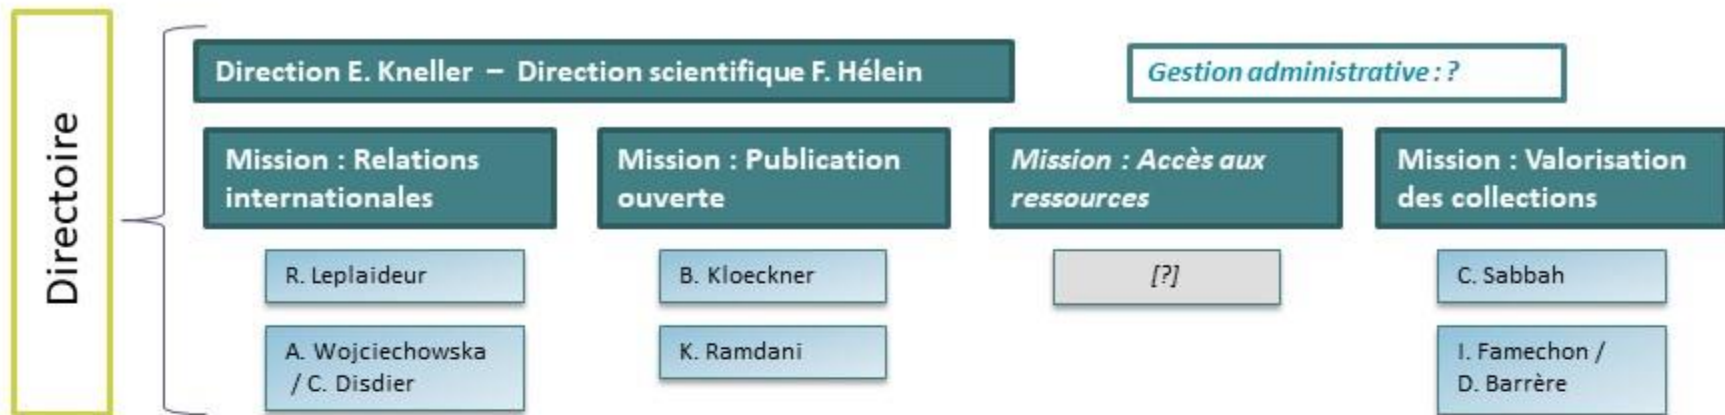 Directoire
Direction E. Kneller – Direction scientifique F. Hélein
Gestion administrative : ?
Mission : Relations
internationales
R. Leplaideur
A. Wojciechowska
/ C. Disdier
Mission : Publication
ouverte
B. Kloeckner
K. Ramdani
Mission : Accès aux
ressources
[?]
Mission : Valorisation
des collections
C. Sabbah
I. Famechon /
D. Barrère